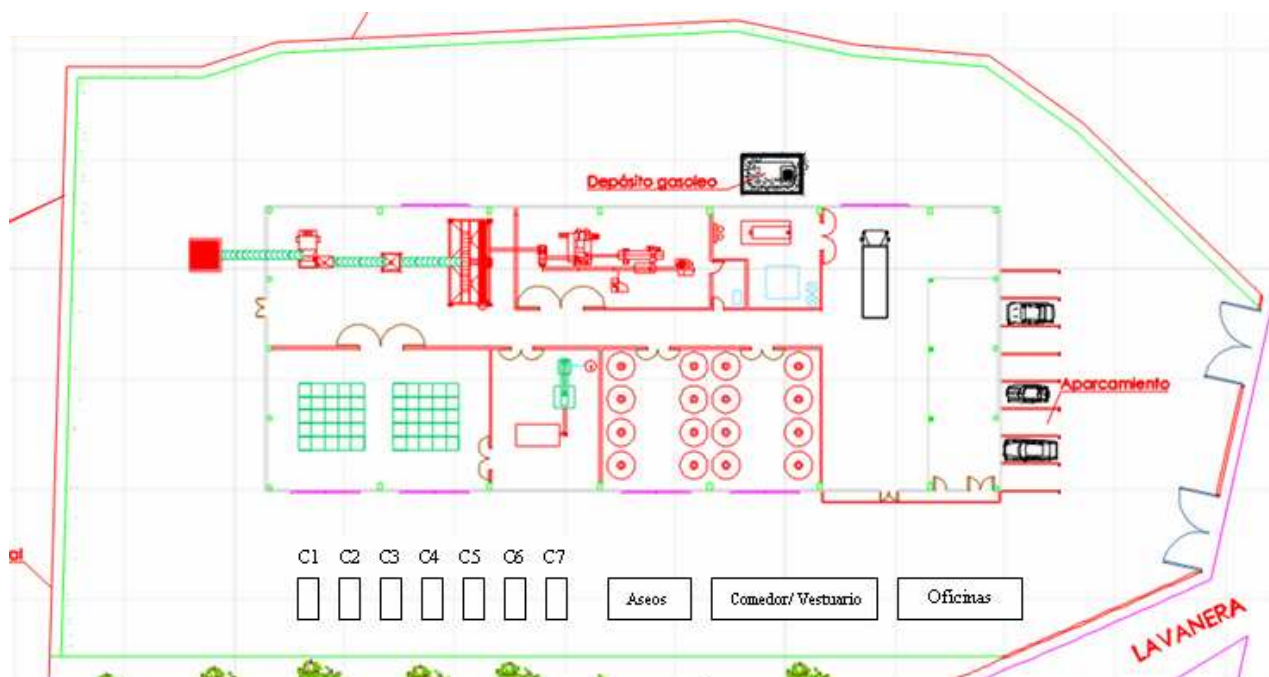 Depósito gasoleo
Aparcamiento
C1 C2 C3 C4 C5 C6 C7
Aseos
Comedor/ Vestuario
Oficinas
LAVANERA